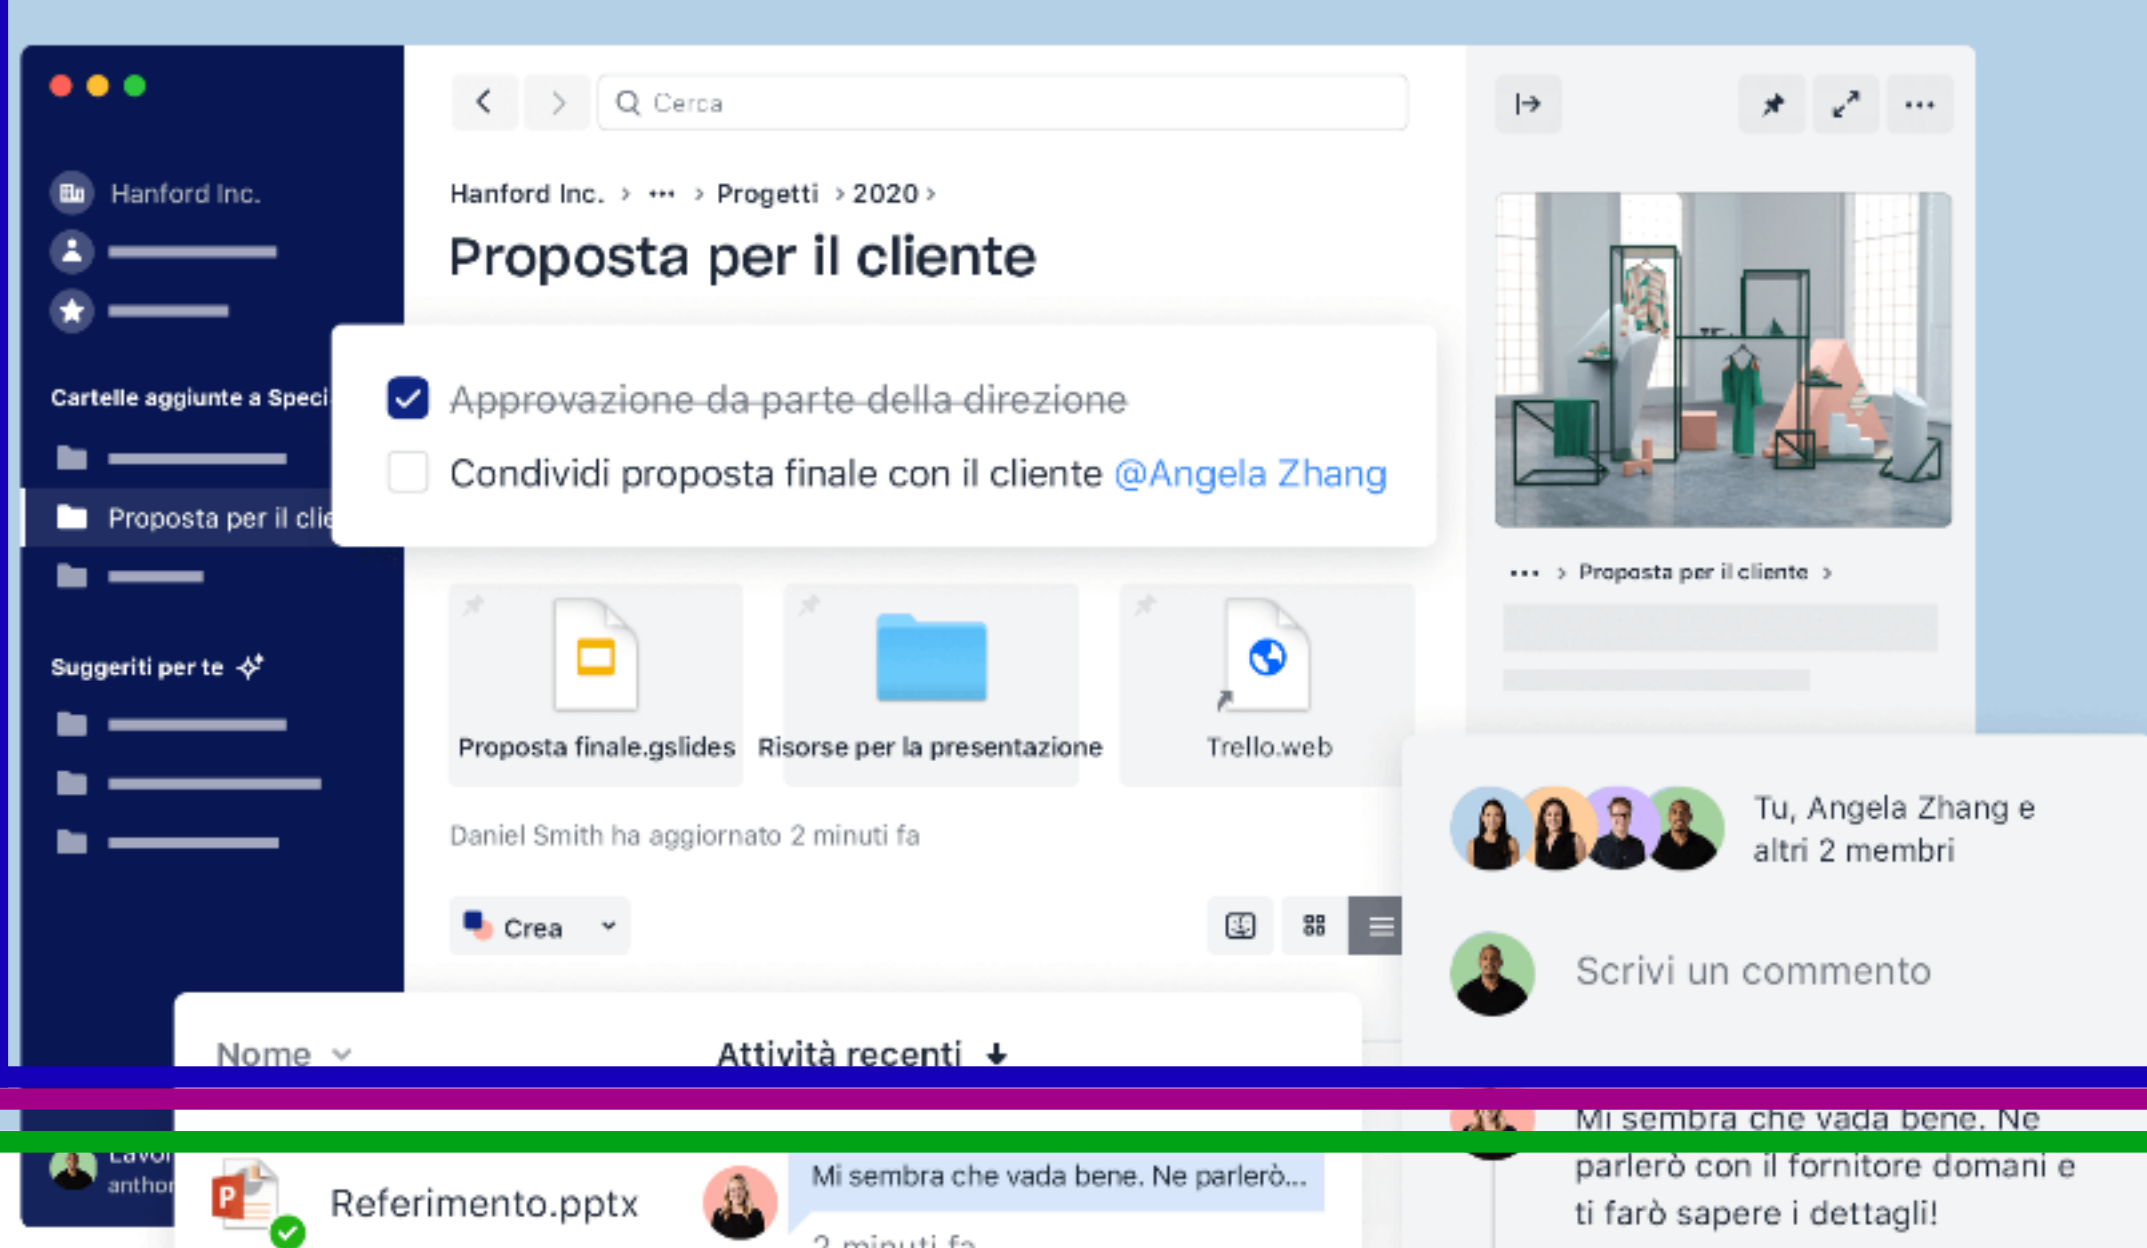 Cerca
Hanford Inc.
Hanford Inc. > ··· > Progetti > 2020 >
Proposta per il cliente
Cartelle aggiunte a Speci
Approvazione da parte della direzione
Condividi proposta finale con il cliente @Angela Zhang
Proposta per il clie
··· > Proposta per il cliente >
Suggeriti per te
Proposta finale.gslides
Risorse per la presentazione
Trello.web
Daniel Smith ha aggiornato 2 minuti fa
Tu, Angela Zhang e
altri 2 membri
Crea
Scrivi un commento
Nome
Attività recenti
Mi sembra che vada bene. Ne
parlerò con il fornitore domani e
ti farò sapere i dettagli!
anthon
P
Referimento.pptx
Mi sembra che vada bene. Ne parlerò...
2 minuti fa